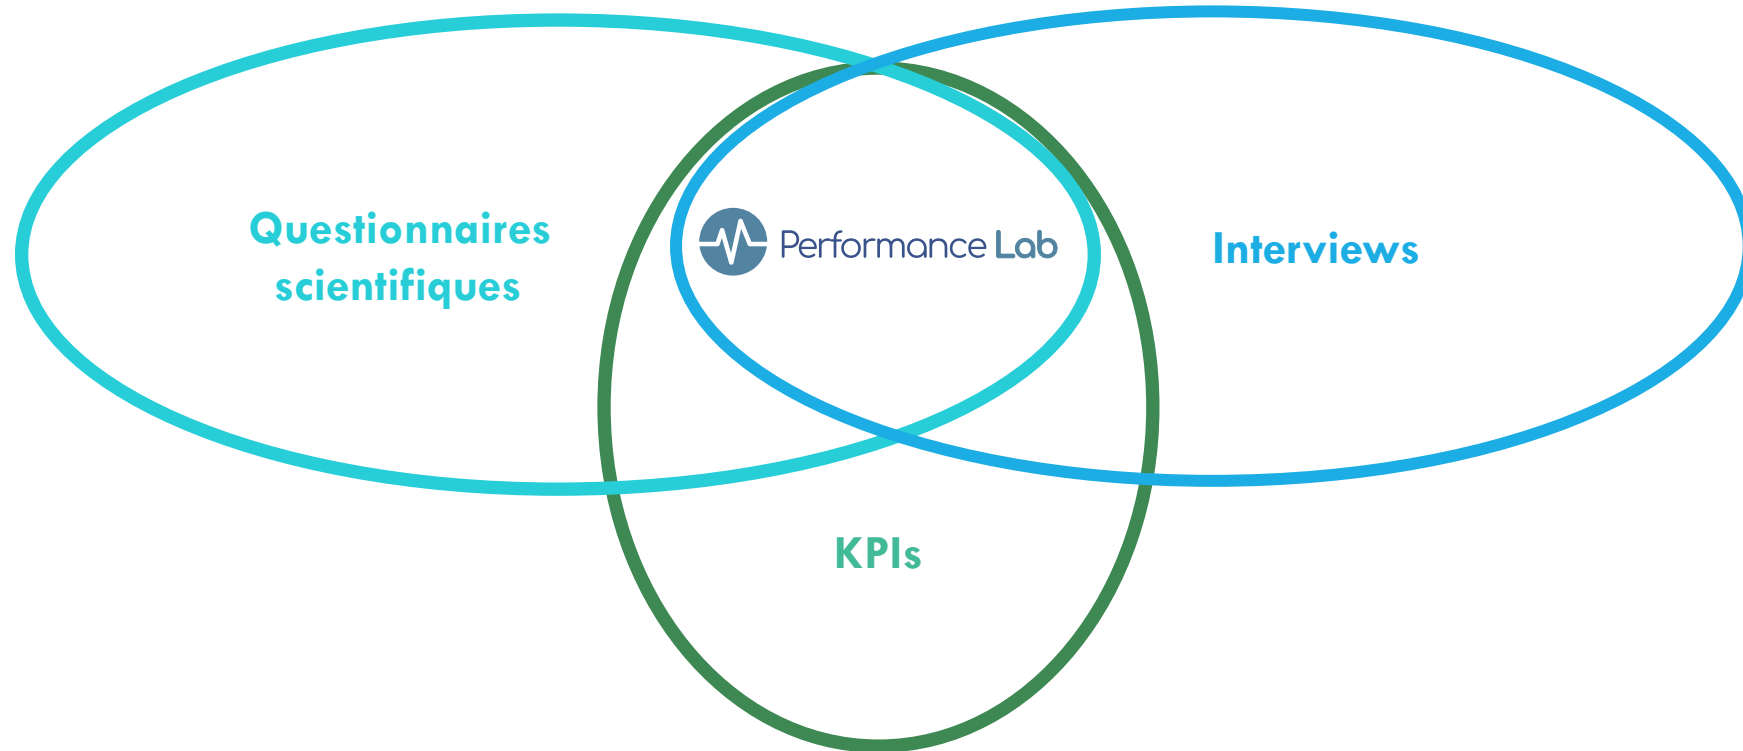 Questionnaires
scientifiques
Performance Lab
Interviews
KPIs